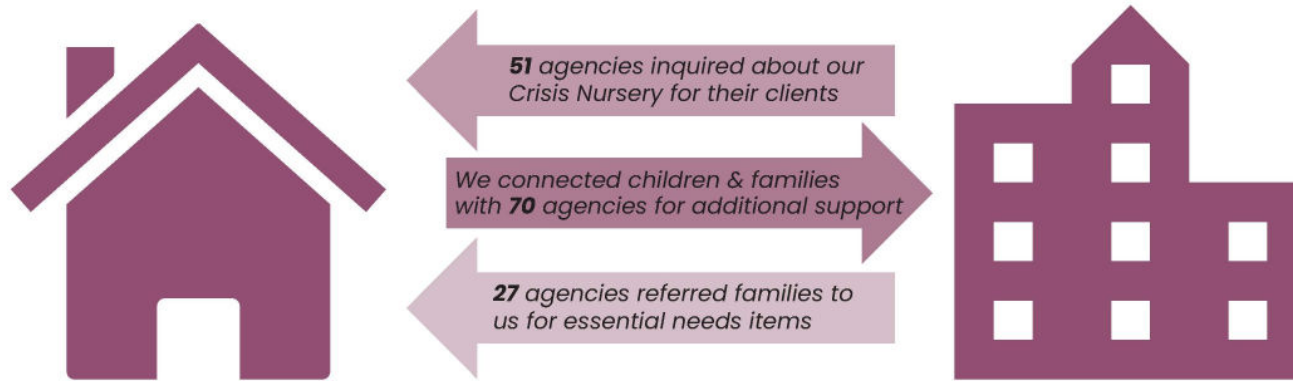 51 agencies inquired about our
Crisis Nursery for their clients
We connected children & families
with 70 agencies for additional support
27 agencies referred families to
us for essential needs items